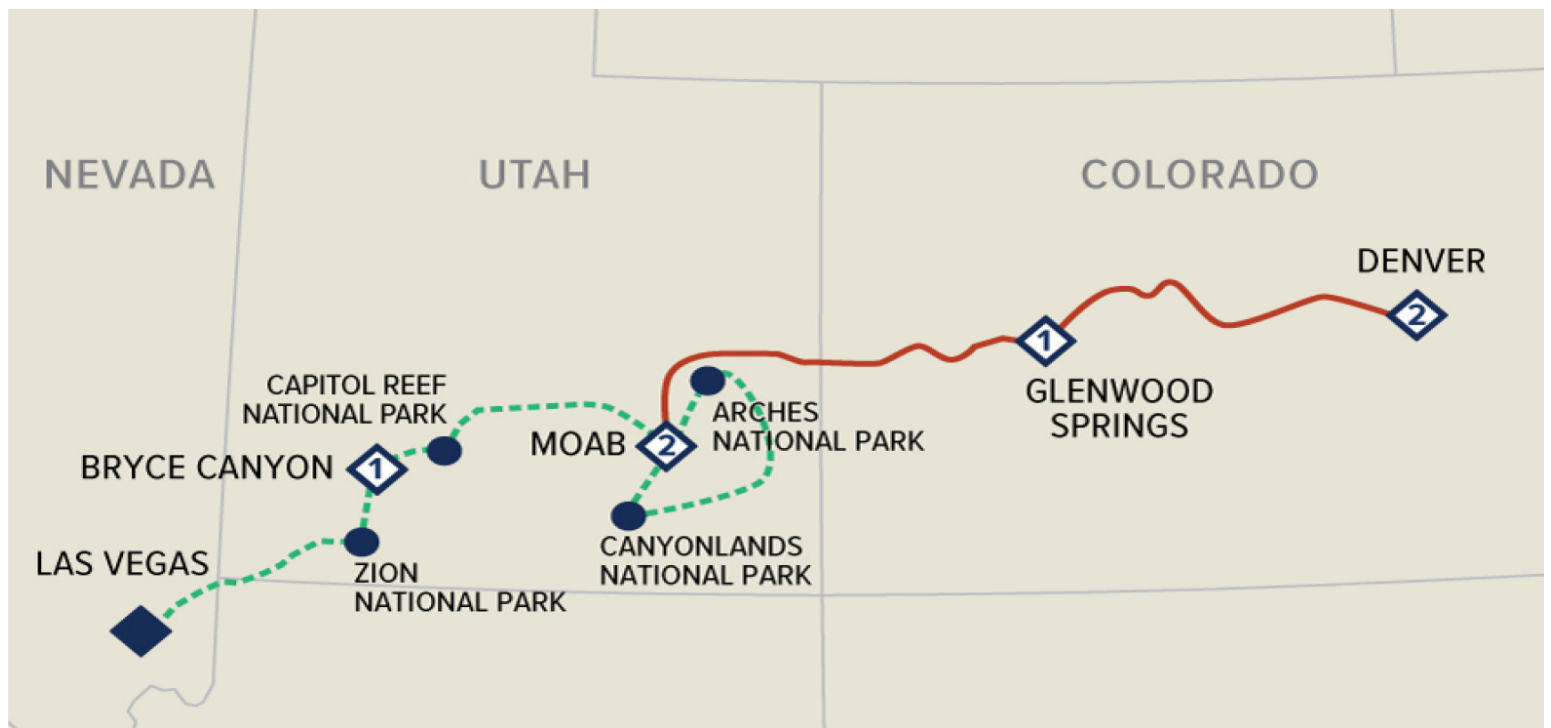 NEVADA
UTAH
COLORADO
DENVER
2
1
GLENWOOD
SPRINGS
CAPITOL REEF
NATIONAL PARK
ARCHES
NATIONAL PARK
MOAB
2
BRYCE CANYON
1
CANYONLANDS
NATIONAL PARK
LAS VEGAS
ZION
NATIONAL PARK